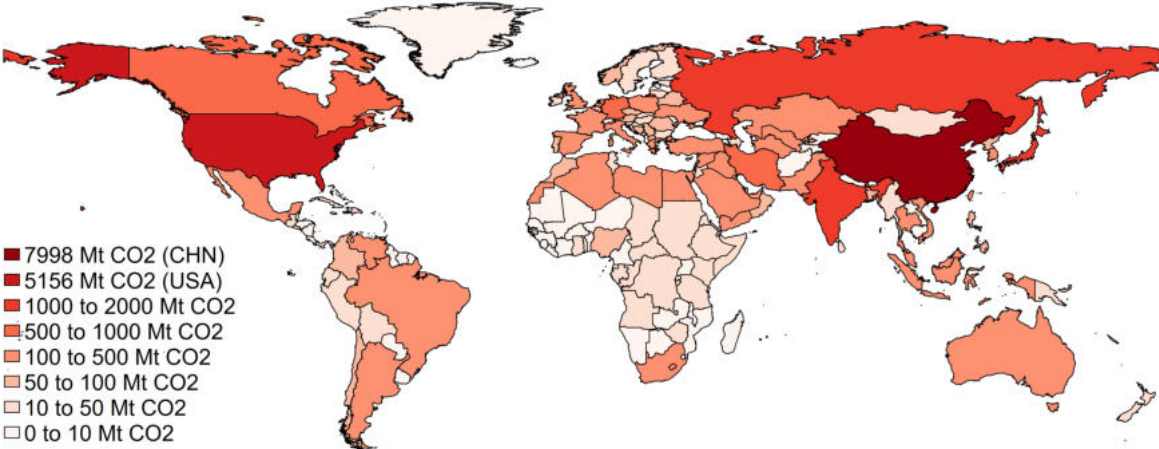 7998 Mt CO2 (CHN)
5156 Mt CO2 (USA)
1000 to 2000 Mt CO2
500 to 1000 Mt CO2
100 to 500 Mt CO2
50 to 100 Mt CO2
10 to 50 Mt CO2
0 to 10 Mt CO2